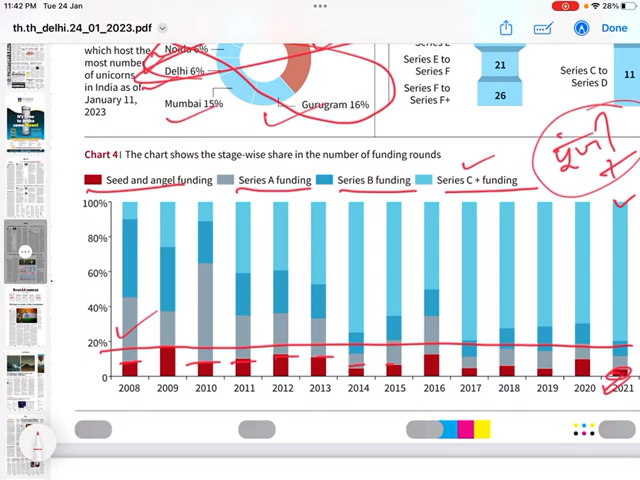 11:42 PM Tue 24 Jan
28%
th.th_delhi.24_01_2023.pdf
Done
which host the
most number
of unicorns
in India as of
January 11,
2023
Noida 6%
Delhi 6%
Mumbai 15%
Gurugram 16%
Series E
Series E to
Series F
21
Series F to
Series F+
26
Series C to
Series D
11
पूंजी
Chart 4| The chart shows the stage-wise share in the number of funding rounds
Seed and angel funding Series A funding Series B funding Series C + funding
100%
80%
60%
40%
20%
0
2008 2009 2010 2011 2012 2013 2014 2015 2016 2017 2018 2019 2020 2021